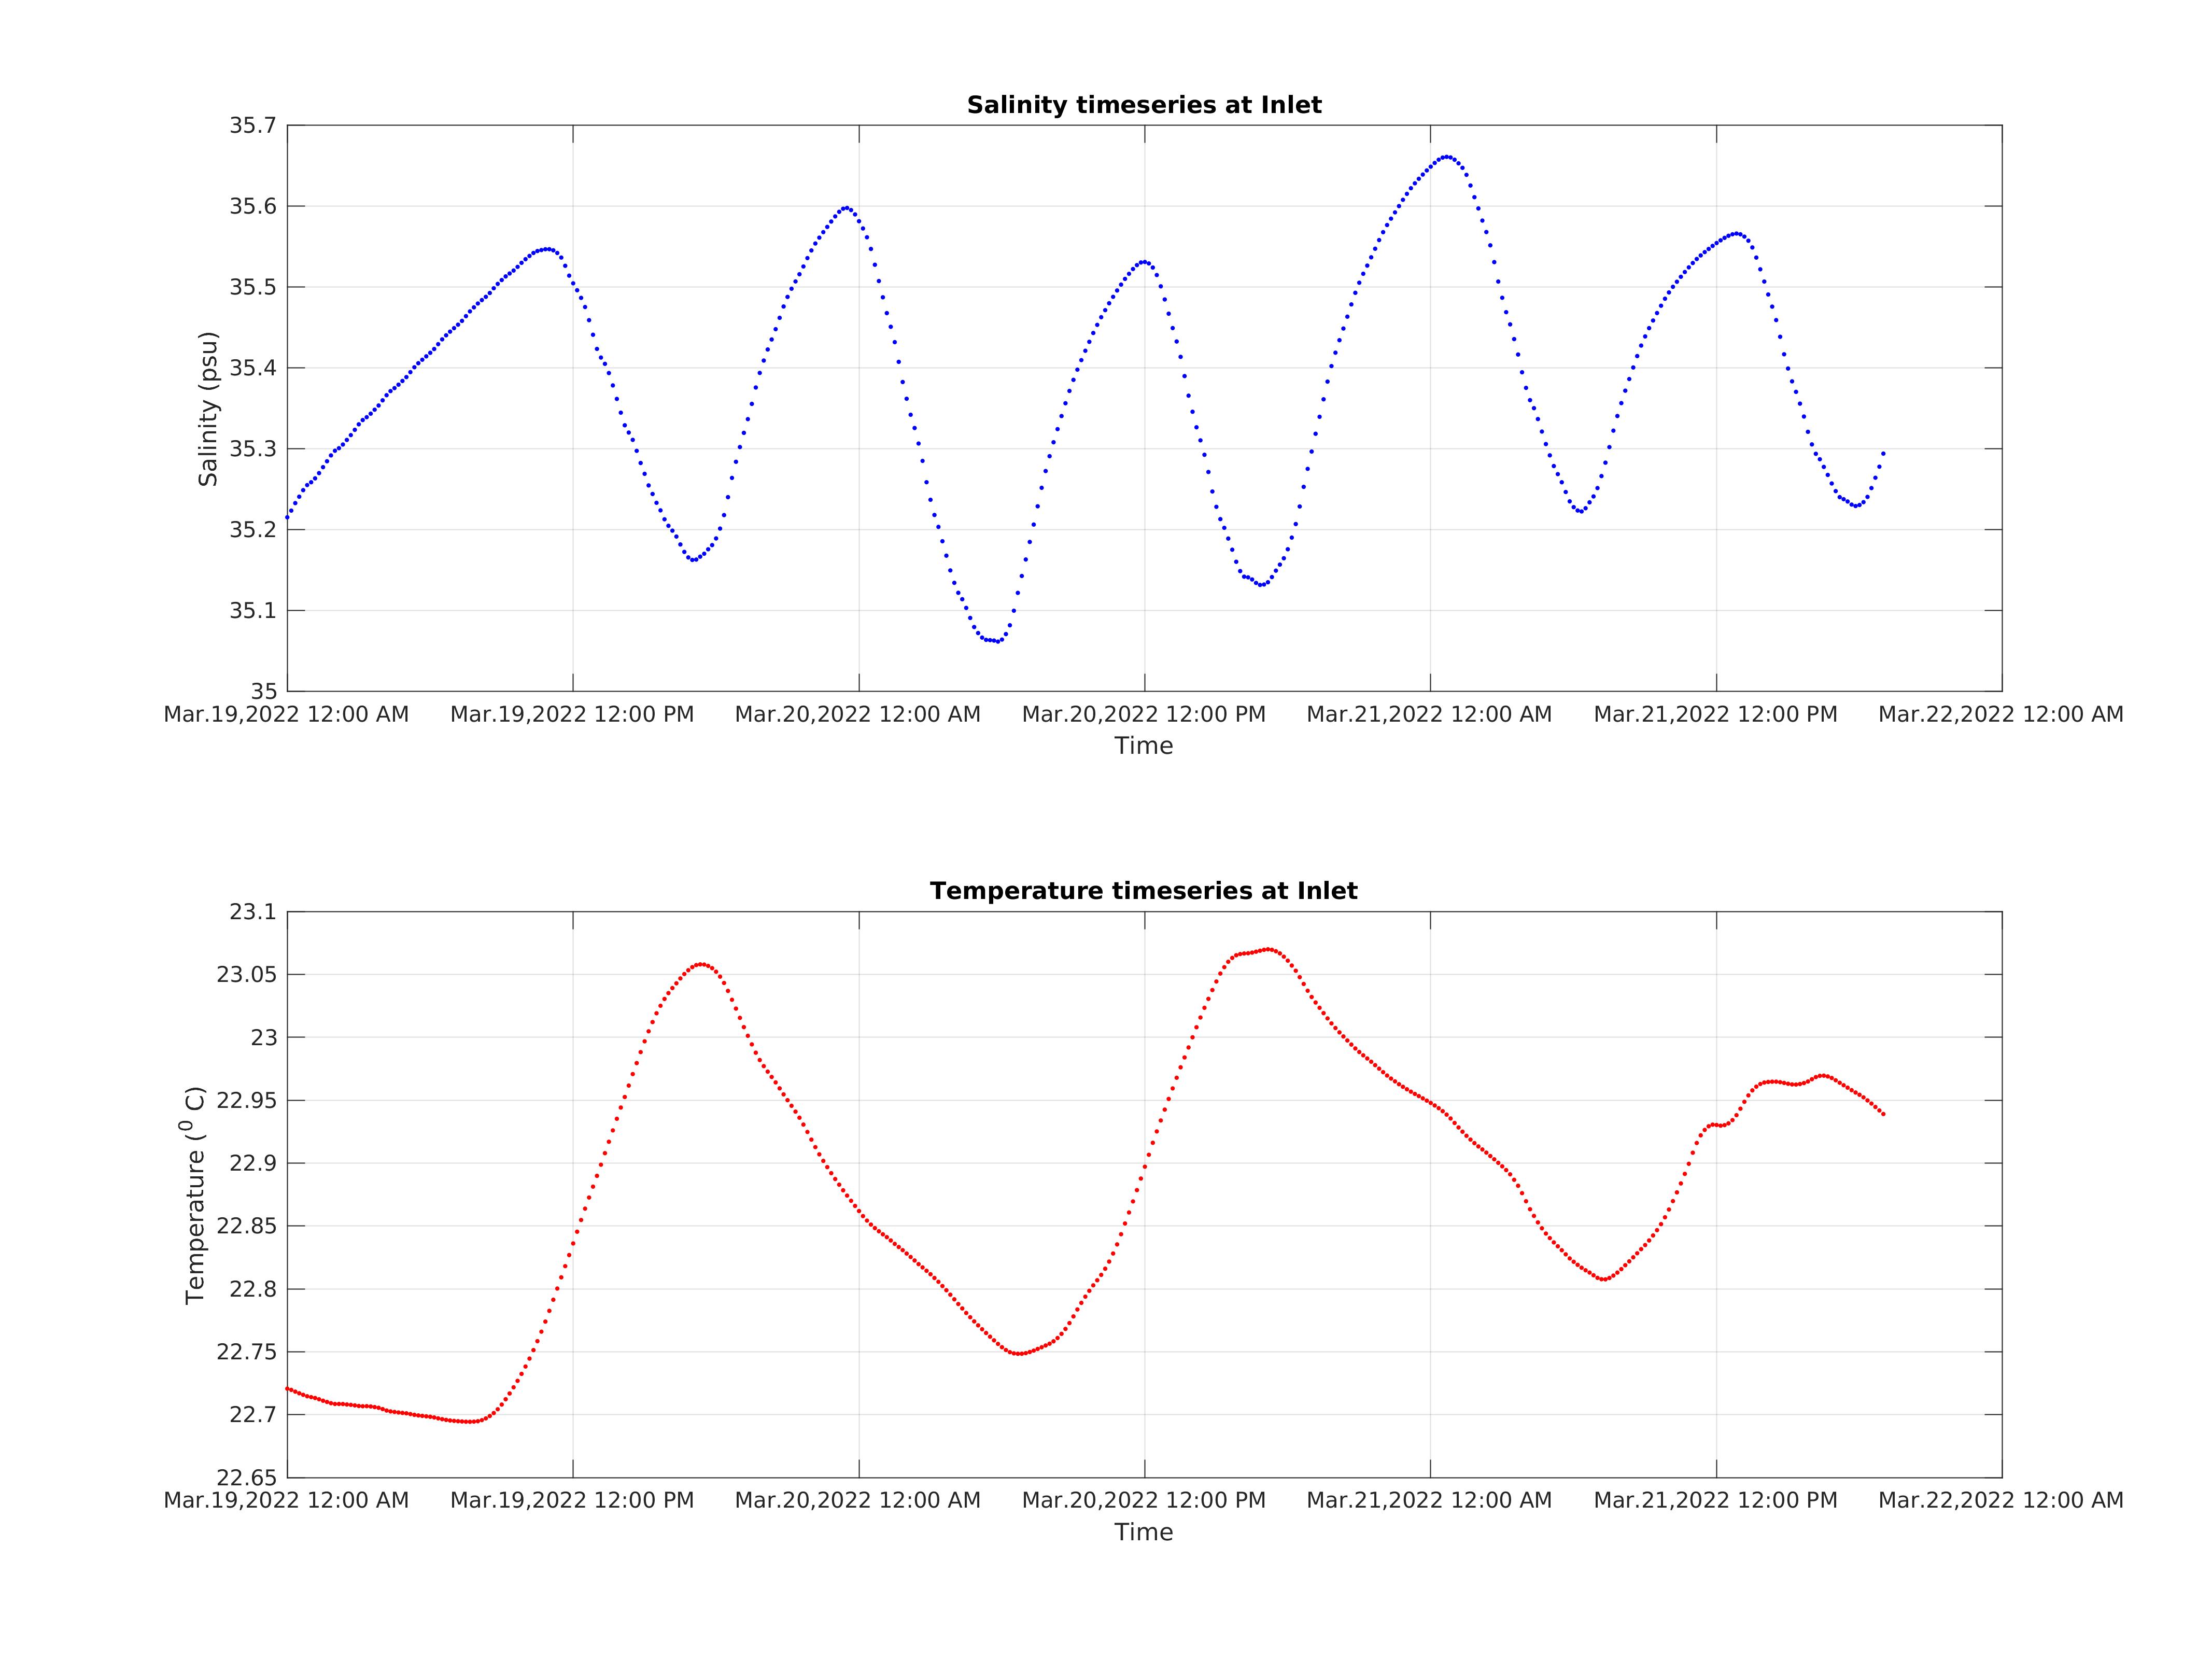 Salinity timeseries at Inlet
35.7
35.6
35.5
35.4
35.3
35.2
35.1
35
Salinity (psu)
Mar.19,2022 12:00 AM Mar.19,2022 12:00 PM Mar.20,2022 12:00 AM Mar.20,2022 12:00 PM Mar.21,2022 12:00 AM Mar.21,2022 12:00 PM Mar.22,2022 12:00 AM
Time
Temperature timeseries at Inlet
23.1
23.05
23
22.95
22.9
22.85
22.8
22.75
22.7
22.65
Temperature (⁰ C)
Mar.19,2022 12:00 AM Mar.19,2022 12:00 PM Mar.20,2022 12:00 AM Mar.20,2022 12:00 PM Mar.21,2022 12:00 AM Mar.21,2022 12:00 PM Mar.22,2022 12:00 AM
Time